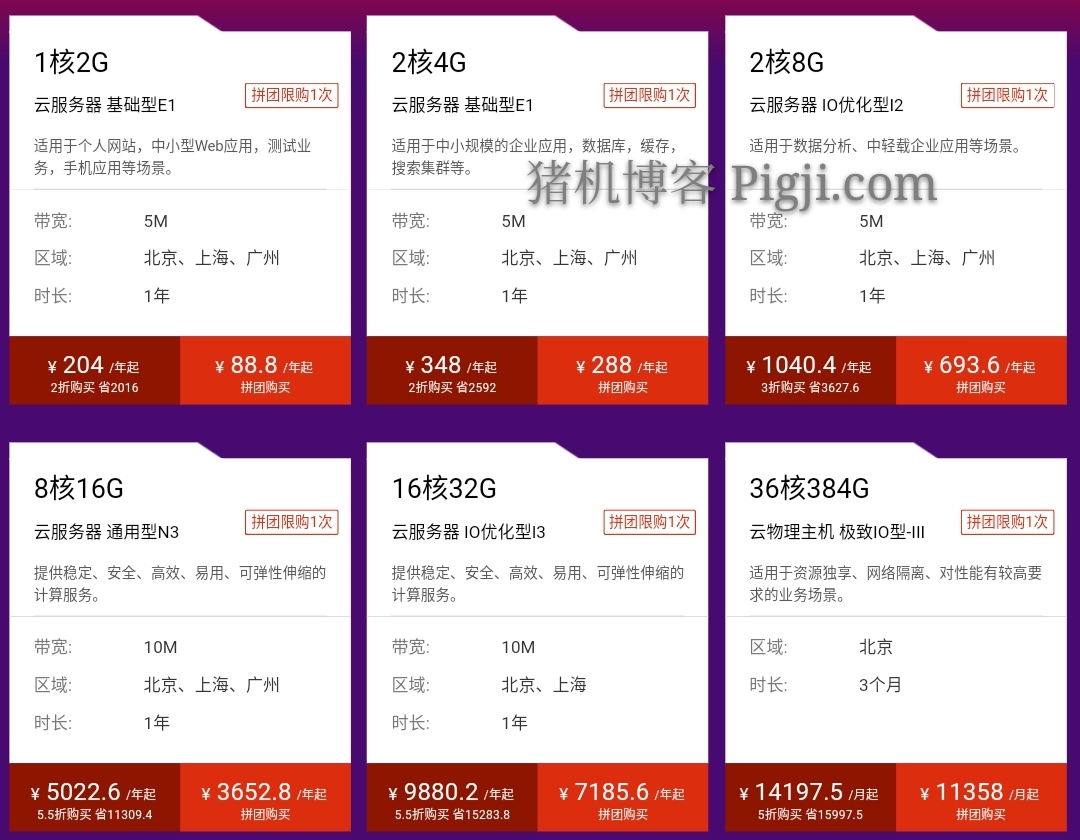 1核2G
云服务器 基础型E1
拼团限购1次
适用于个人网站，中小型Web应用，测试业
务，手机应用等场景。
带宽: 5M
区域: 北京、上海、广州
时长: 1年
¥ 204 /年起
2折购买 省2016
¥ 88.8 /年起
拼团购买
2核4G
云服务器 基础型E1
拼团限购1次
适用于中小规模的企业应用，数据库，缓存，
搜索集群等。
带宽: 5M
区域: 北京、上海、广州
时长: 1年
¥ 348 /年起
2折购买 省2592
¥ 288 /年起
拼团购买
2核8G
云服务器 IO优化型I2
拼团限购1次
适用于数据分析、中轻载企业应用等场景。
带宽: 5M
区域: 北京、上海、广州
时长: 1年
¥ 1040.4 /年起
3折购买 省3627.6
¥ 693.6 /年起
拼团购买
猪机博客 Pigji.com
8核16G
云服务器 通用型N3
拼团限购1次
提供稳定、安全、高效、易用、可弹性伸缩的
计算服务。
带宽: 10M
区域: 北京、上海、广州
时长: 1年
¥ 5022.6 /年起
5.5折购买 省11309.4
¥ 3652.8 /年起
拼团购买
16核32G
云服务器 IO优化型I3
拼团限购1次
提供稳定、安全、高效、易用、可弹性伸缩的
计算服务。
带宽: 10M
区域: 北京、上海
时长: 1年
¥ 9880.2 /年起
5.5折购买 省15283.8
¥ 7185.6 /年起
拼团购买
36核384G
云物理主机 极致IO型-III
拼团限购1次
适用于资源独享、网络隔离、对性能有较高要
求的业务场景。
区域: 北京
时长: 3个月
¥ 14197.5 /月起
5折购买 省15997.5
¥ 11358 /月起
拼团购买